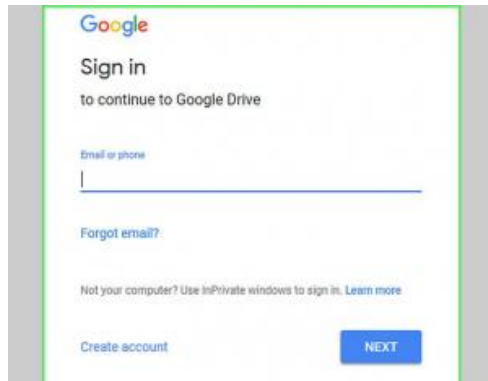 Google
Sign in
to continue to Google Drive
Email or phone
Forgot email?
Not your computer? Use InPrivate windows to sign in. Learn more
Create account
NEXT